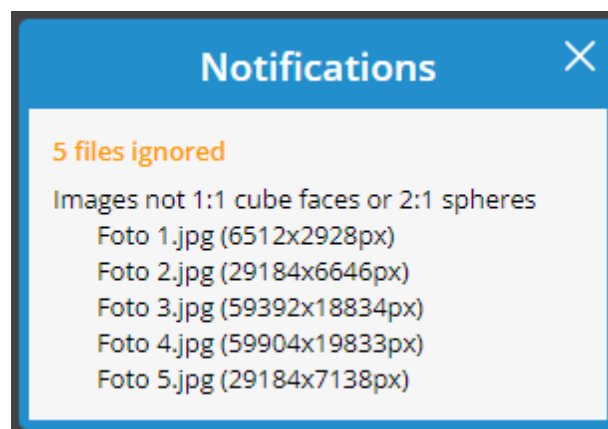 Notifications
5 files ignored
Images not 1:1 cube faces or 2:1 spheres
Foto 1.jpg (6512x2928px)
Foto 2.jpg (29184x6646px)
Foto 3.jpg (59392x18834px)
Foto 4.jpg (59904x19833px)
Foto 5.jpg (29184x7138px)